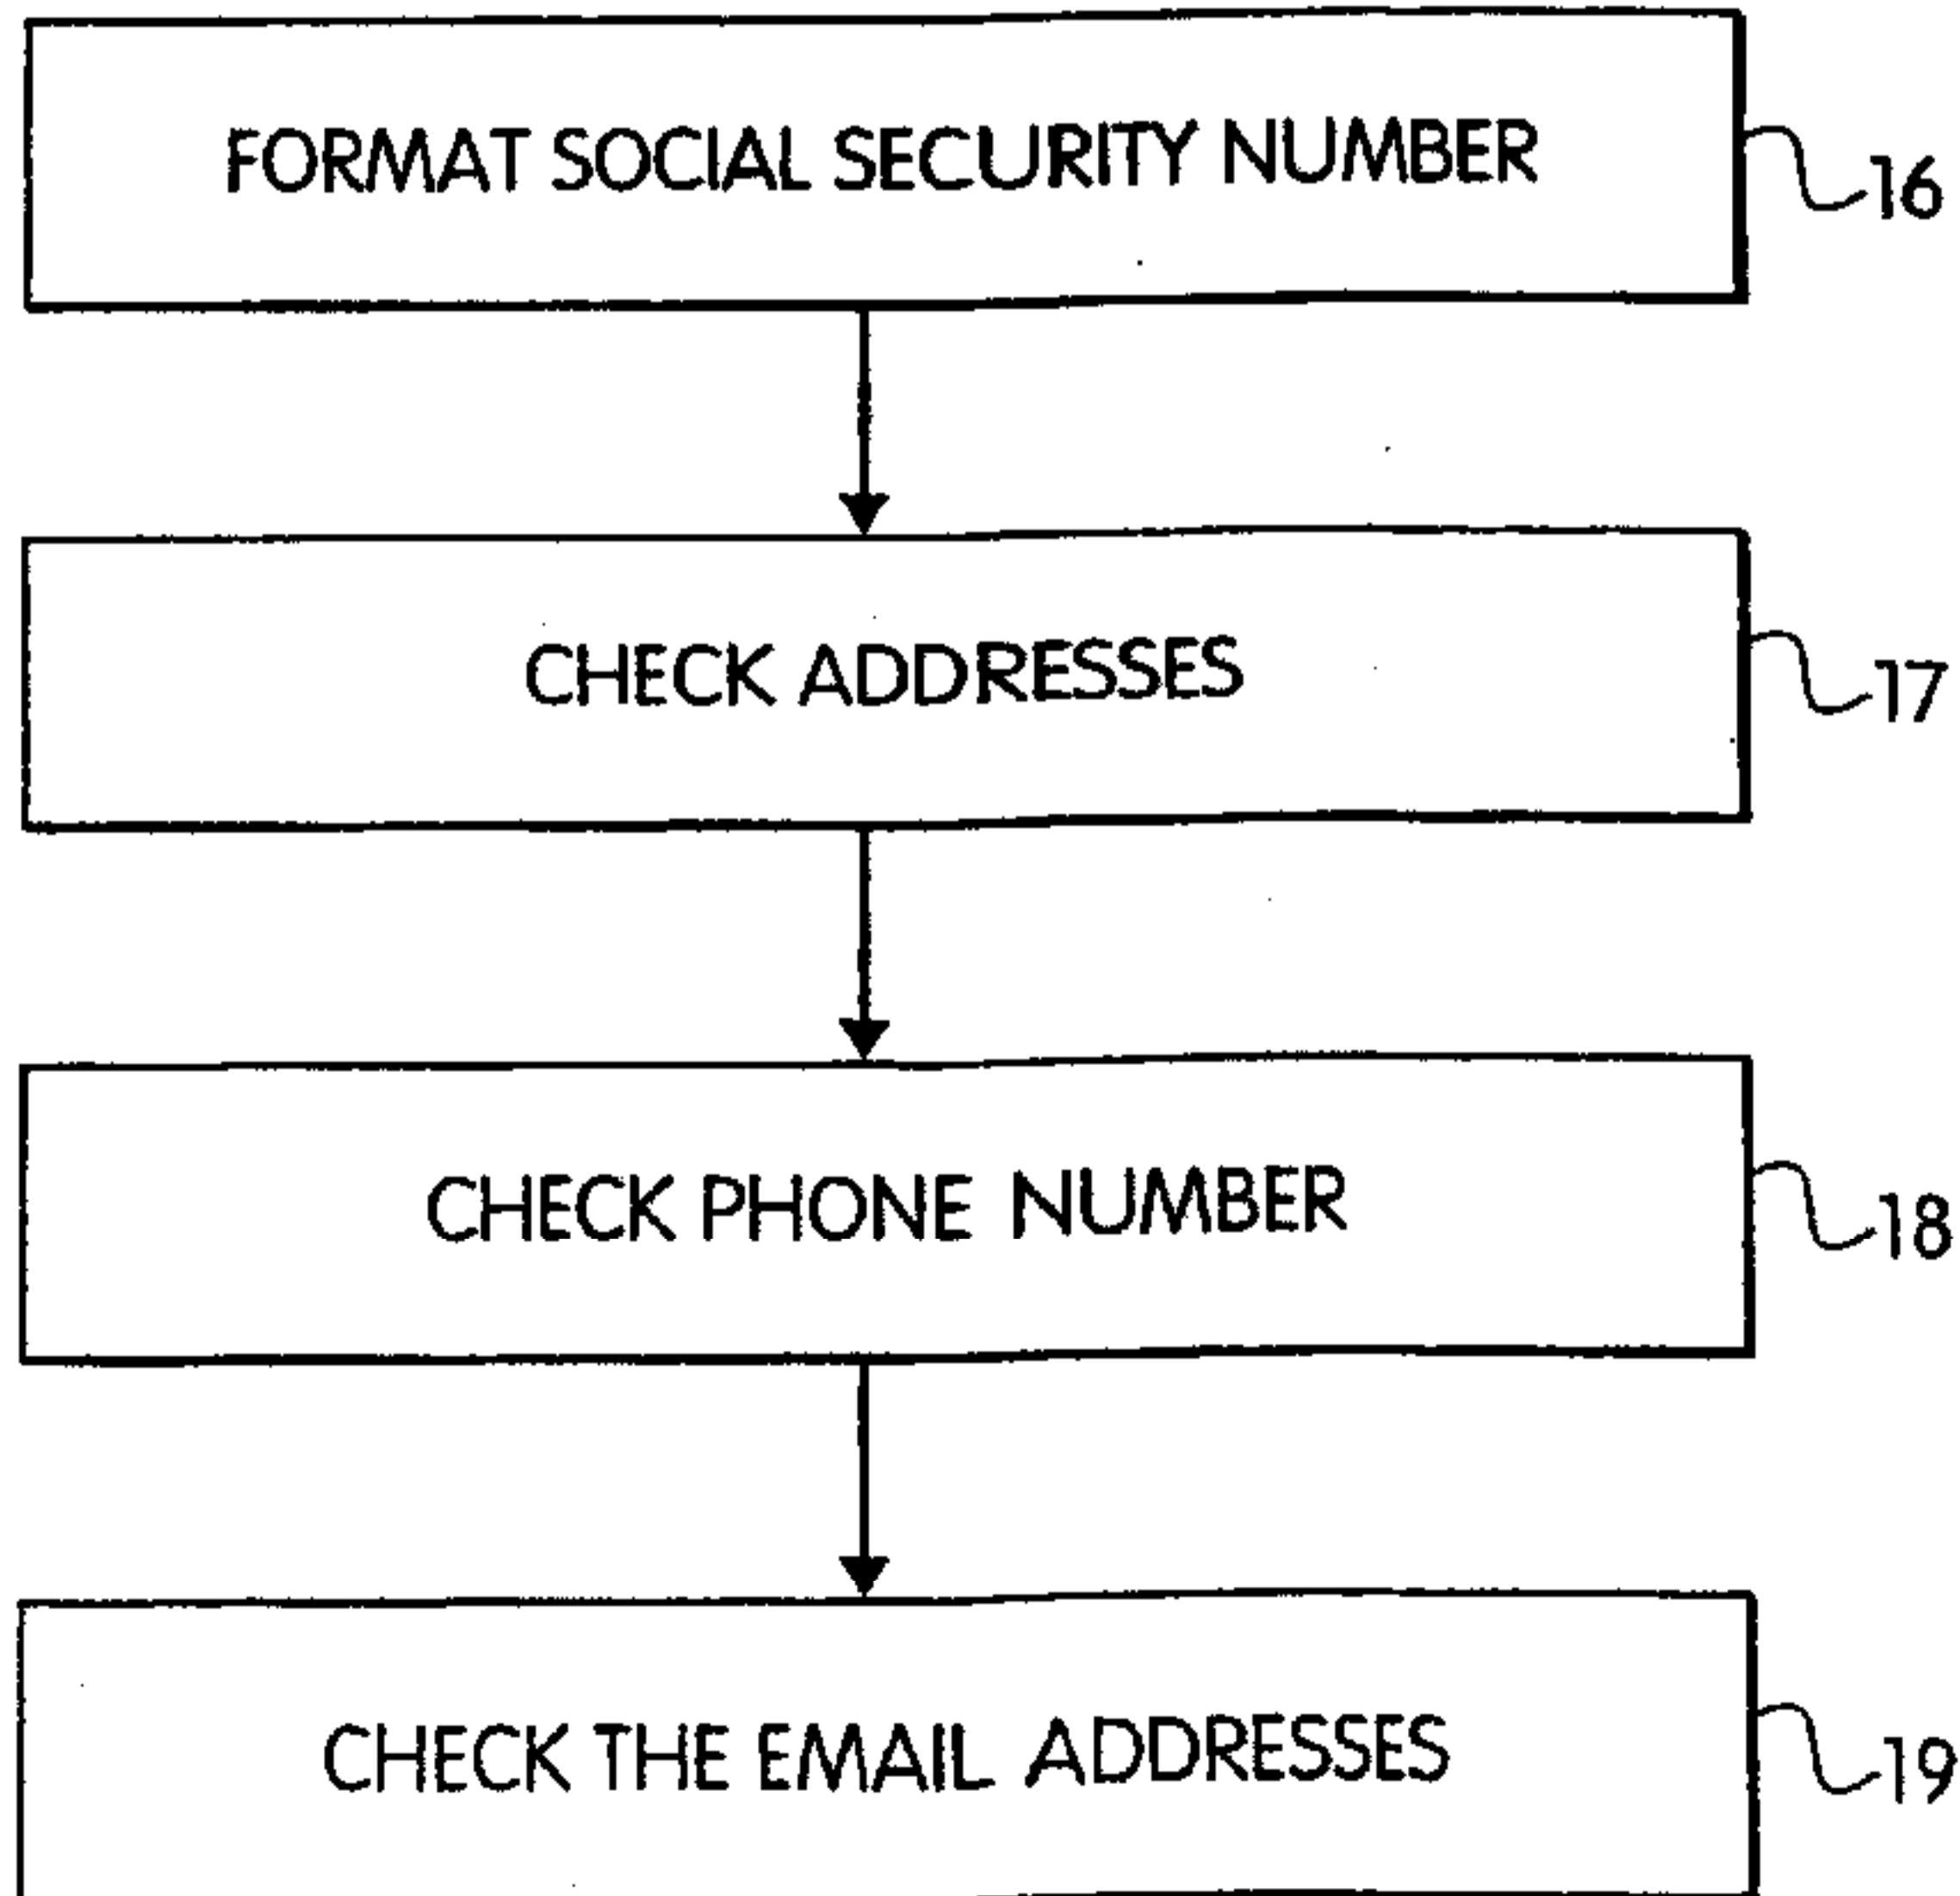 FORMAT SOCIAL SECURITY NUMBER
16
CHECK ADDRESSES
17
CHECK PHONE NUMBER
18
CHECK THE EMAIL ADDRESSES
19